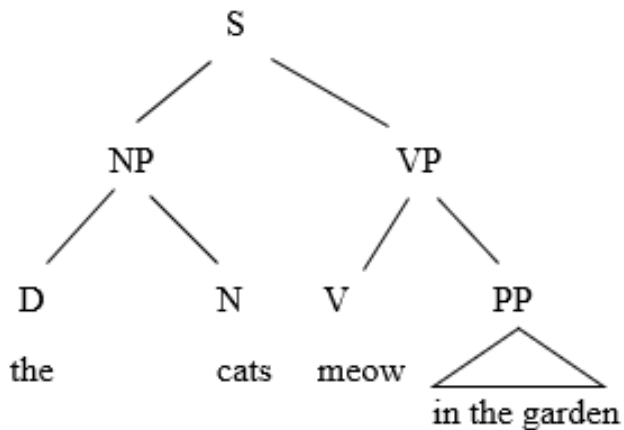 S
NP VP
D N V PP
the cats meow
in the garden